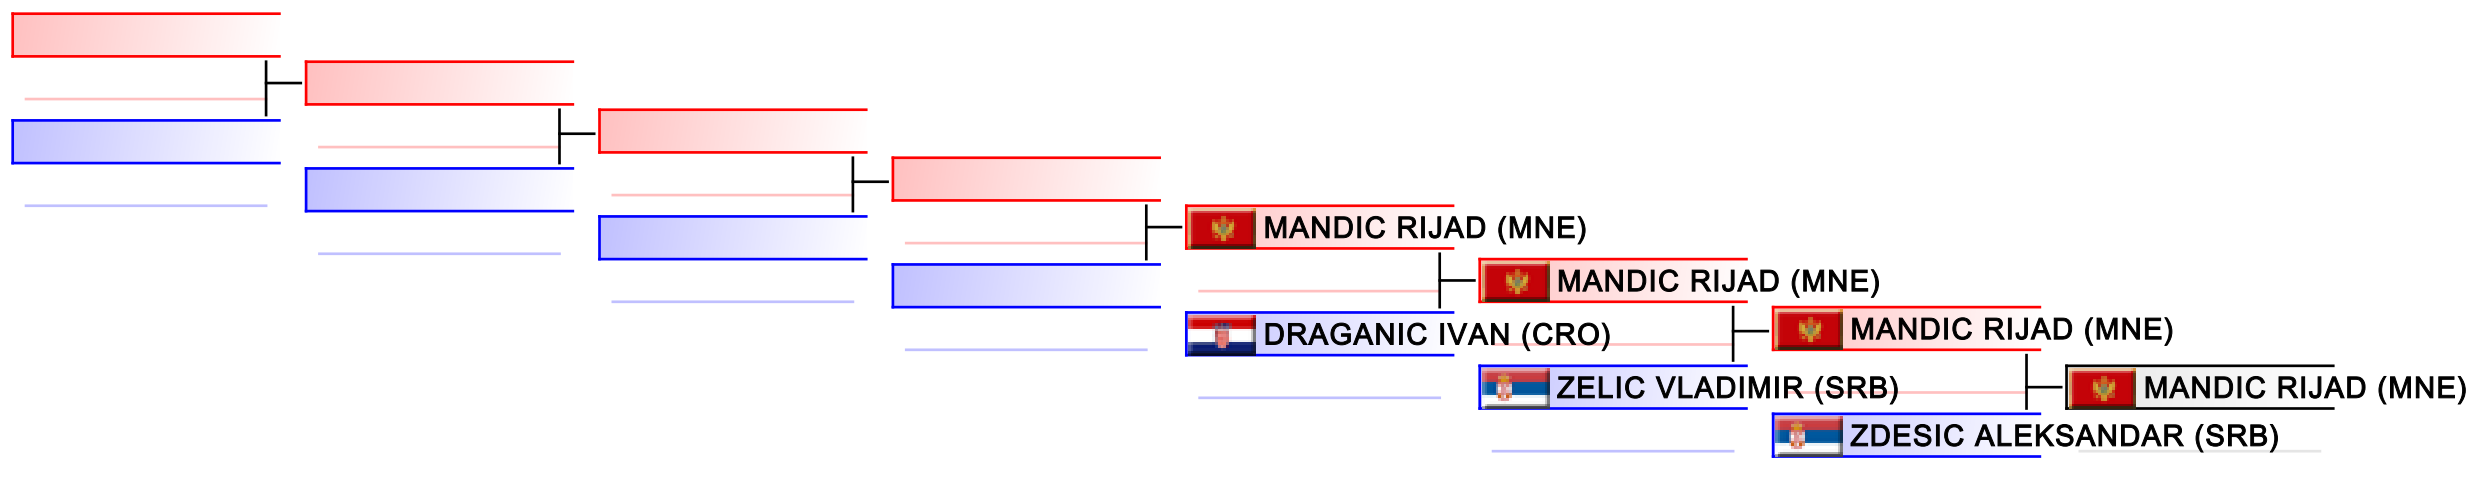 MANDIC RIJAD (MNE)
MANDIC RIJAD (MNE)
DRAGANIC IVAN (CRO)
MANDIC RIJAD (MNE)
ZELIC VLADIMIR (SRB)
MANDIC RIJAD (MNE)
ZDESIC ALEKSANDAR (SRB)